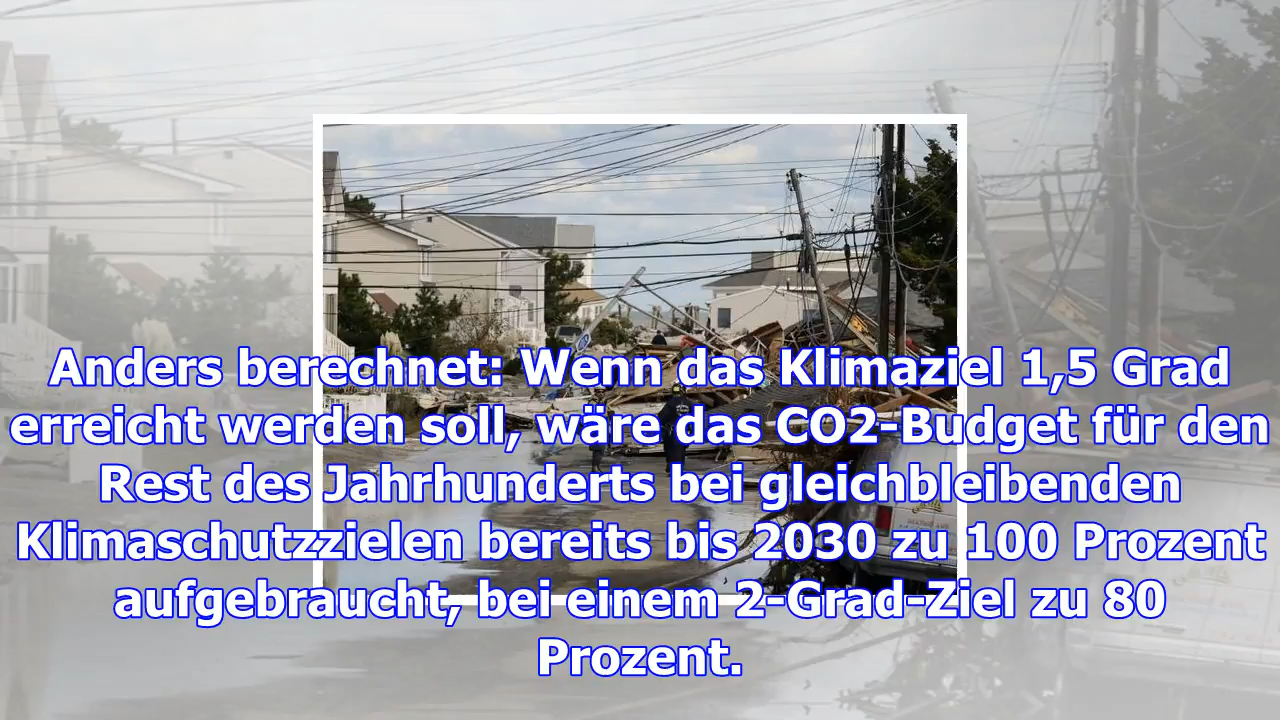 Anders berechnet: Wenn das Klimaziel 1,5 Grad
erreicht werden soll, wäre das CO2-Budget für den
Rest des Jahrhunderts bei gleichbleibenden
Klimaschutzzielen bereits bis 2030 zu 100 Prozent
aufgebraucht, bei einem 2-Grad-Ziel zu 80
Prozent.